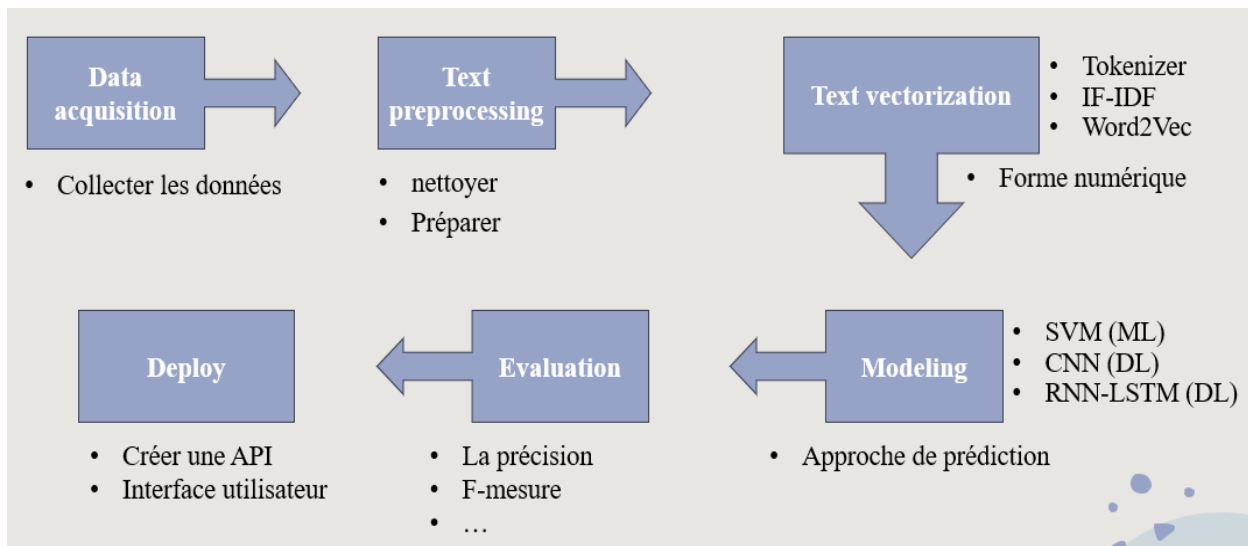 Data
acquisition
• Collecter les données
Text
preprocessing
• nettoyer
• Préparer
Text vectorization
• Tokenizer
• IF-IDF
• Word2Vec
• Forme numérique
Modeling
• SVM (ML)
• CNN (DL)
• RNN-LSTM (DL)
• Approche de prédiction
Evaluation
• La précision
• F-mesure
• …
Deploy
• Créer une API
• Interface utilisateur